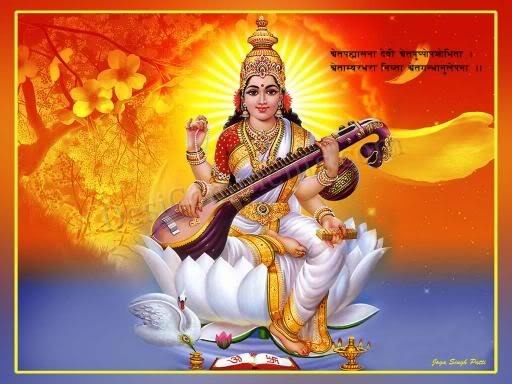 श्वेतपद्मासना देवी श्वेतपुष्पोपशोभिता ।
श्वेताम्बरधरा नित्या श्वेतगन्धानुलेपना ।।
ॐ
Joga Singh Patti